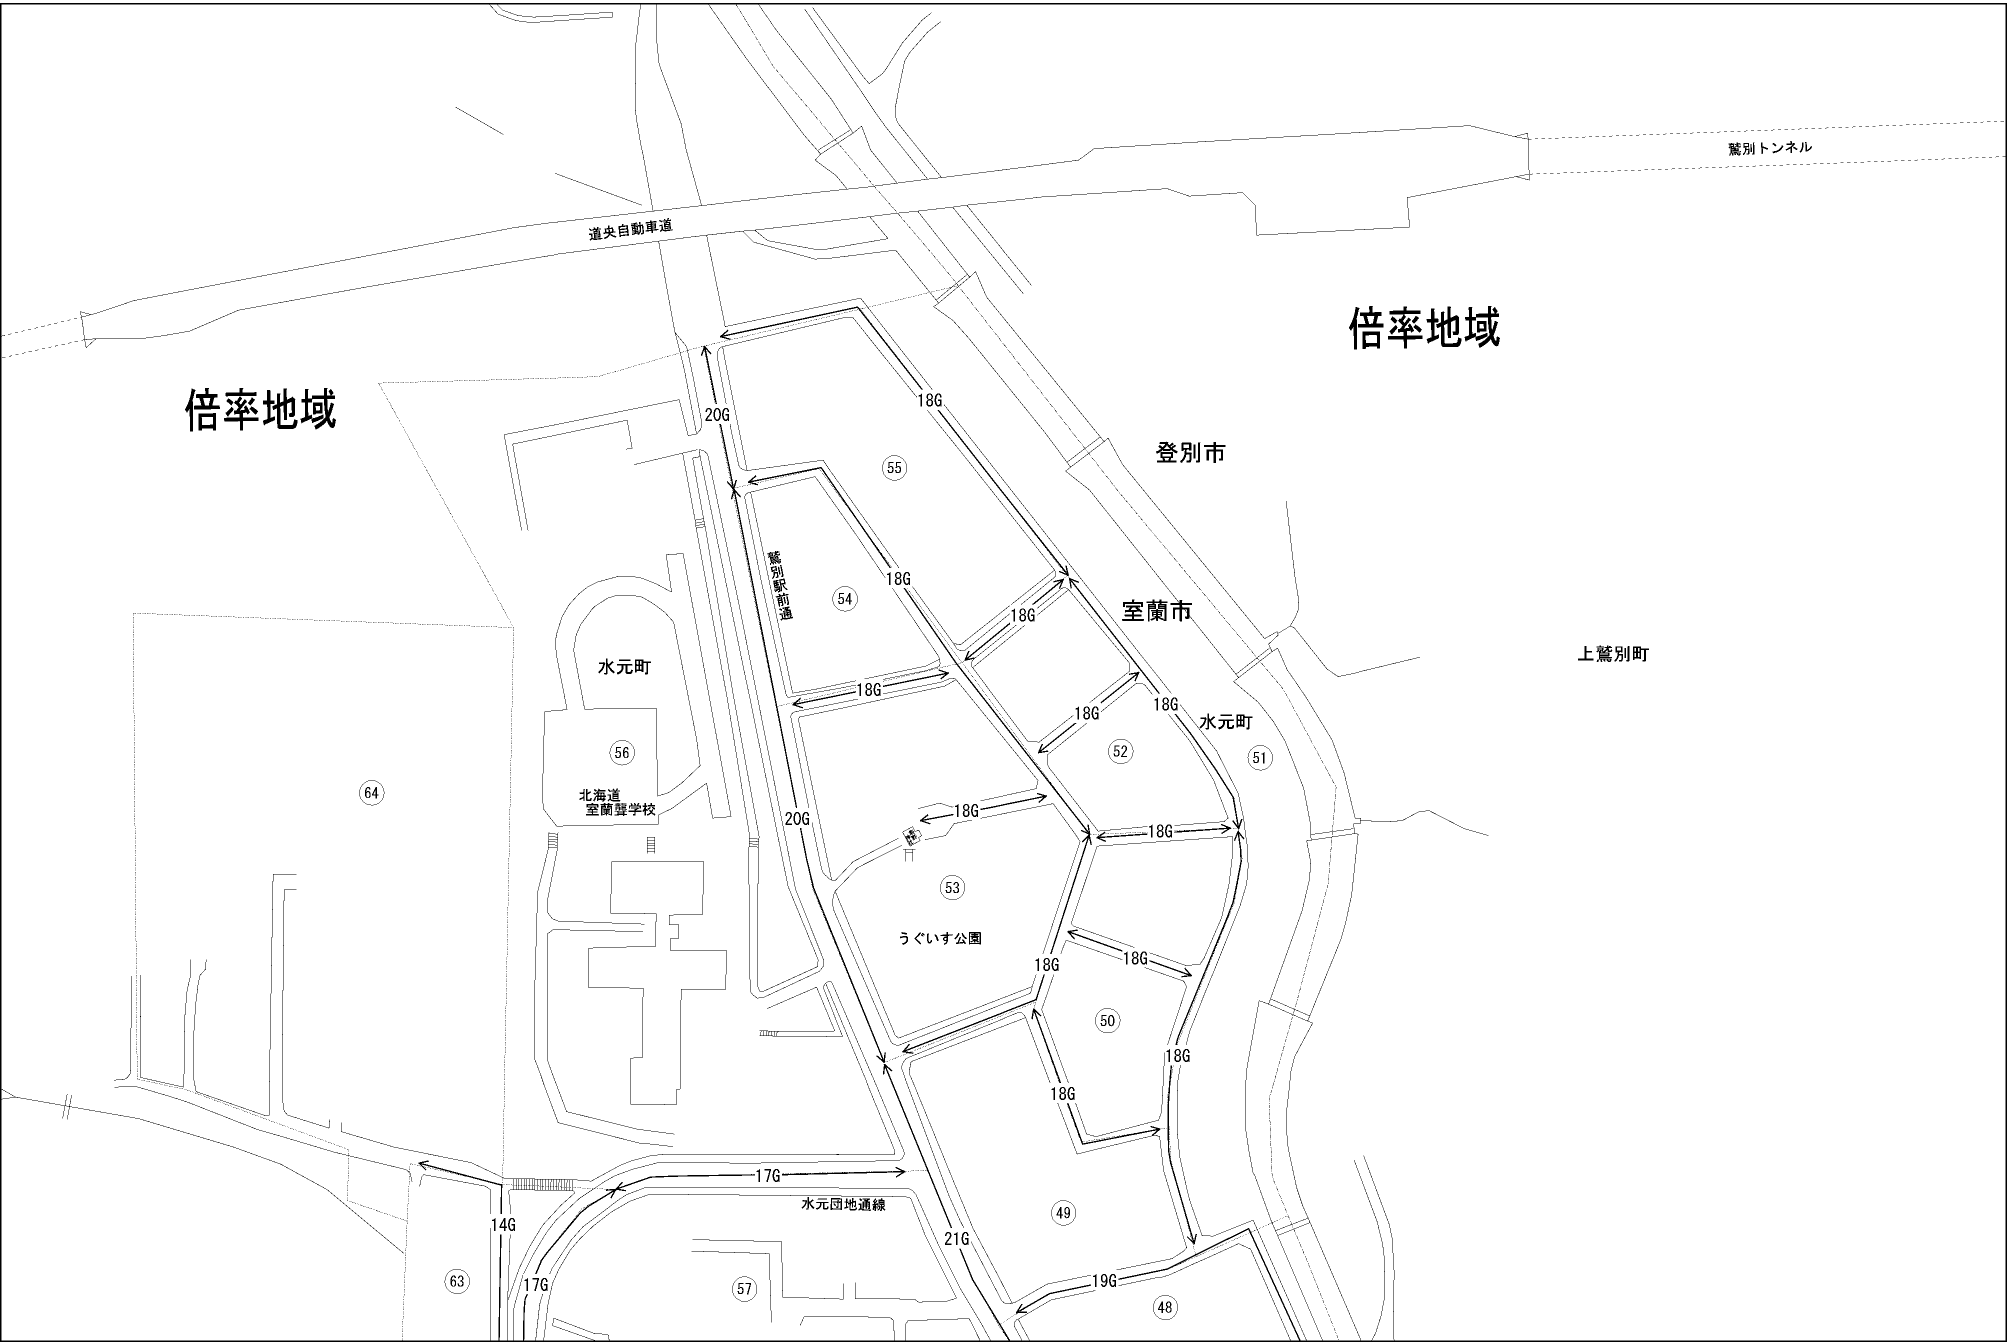 鷲別トンネル
道央自動車道
倍率地域
倍率地域
18G
20G
登別市
55
鷲別駅前通
18G
54
18G
室蘭市
上鷲別町
水元町
18G
18G
18G
水元町
56
52
51
64
北海道
室蘭聾学校
18G
20G
18G
53
うぐいす公園
18G
18G
50
18G
18G
17G
水元団地通線
49
14G
21G
63
17G
57
19G
48